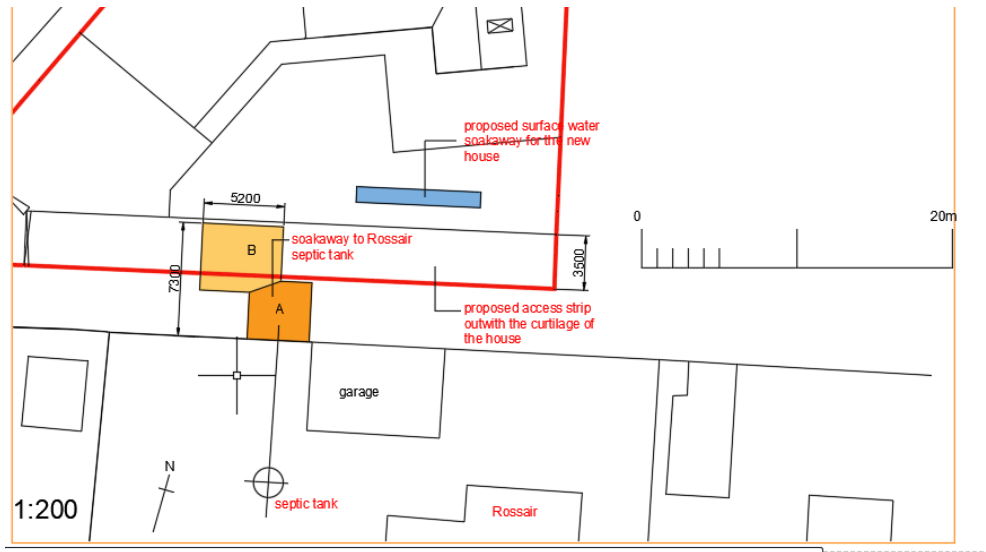 proposed surface water
soakaway for the new
house
5200
0
20m
B
soakaway to Rossair
septic tank
3500
7300
A
proposed access strip
outwith the curtilage of
the house
garage
N
1:200
septic tank
Rossair